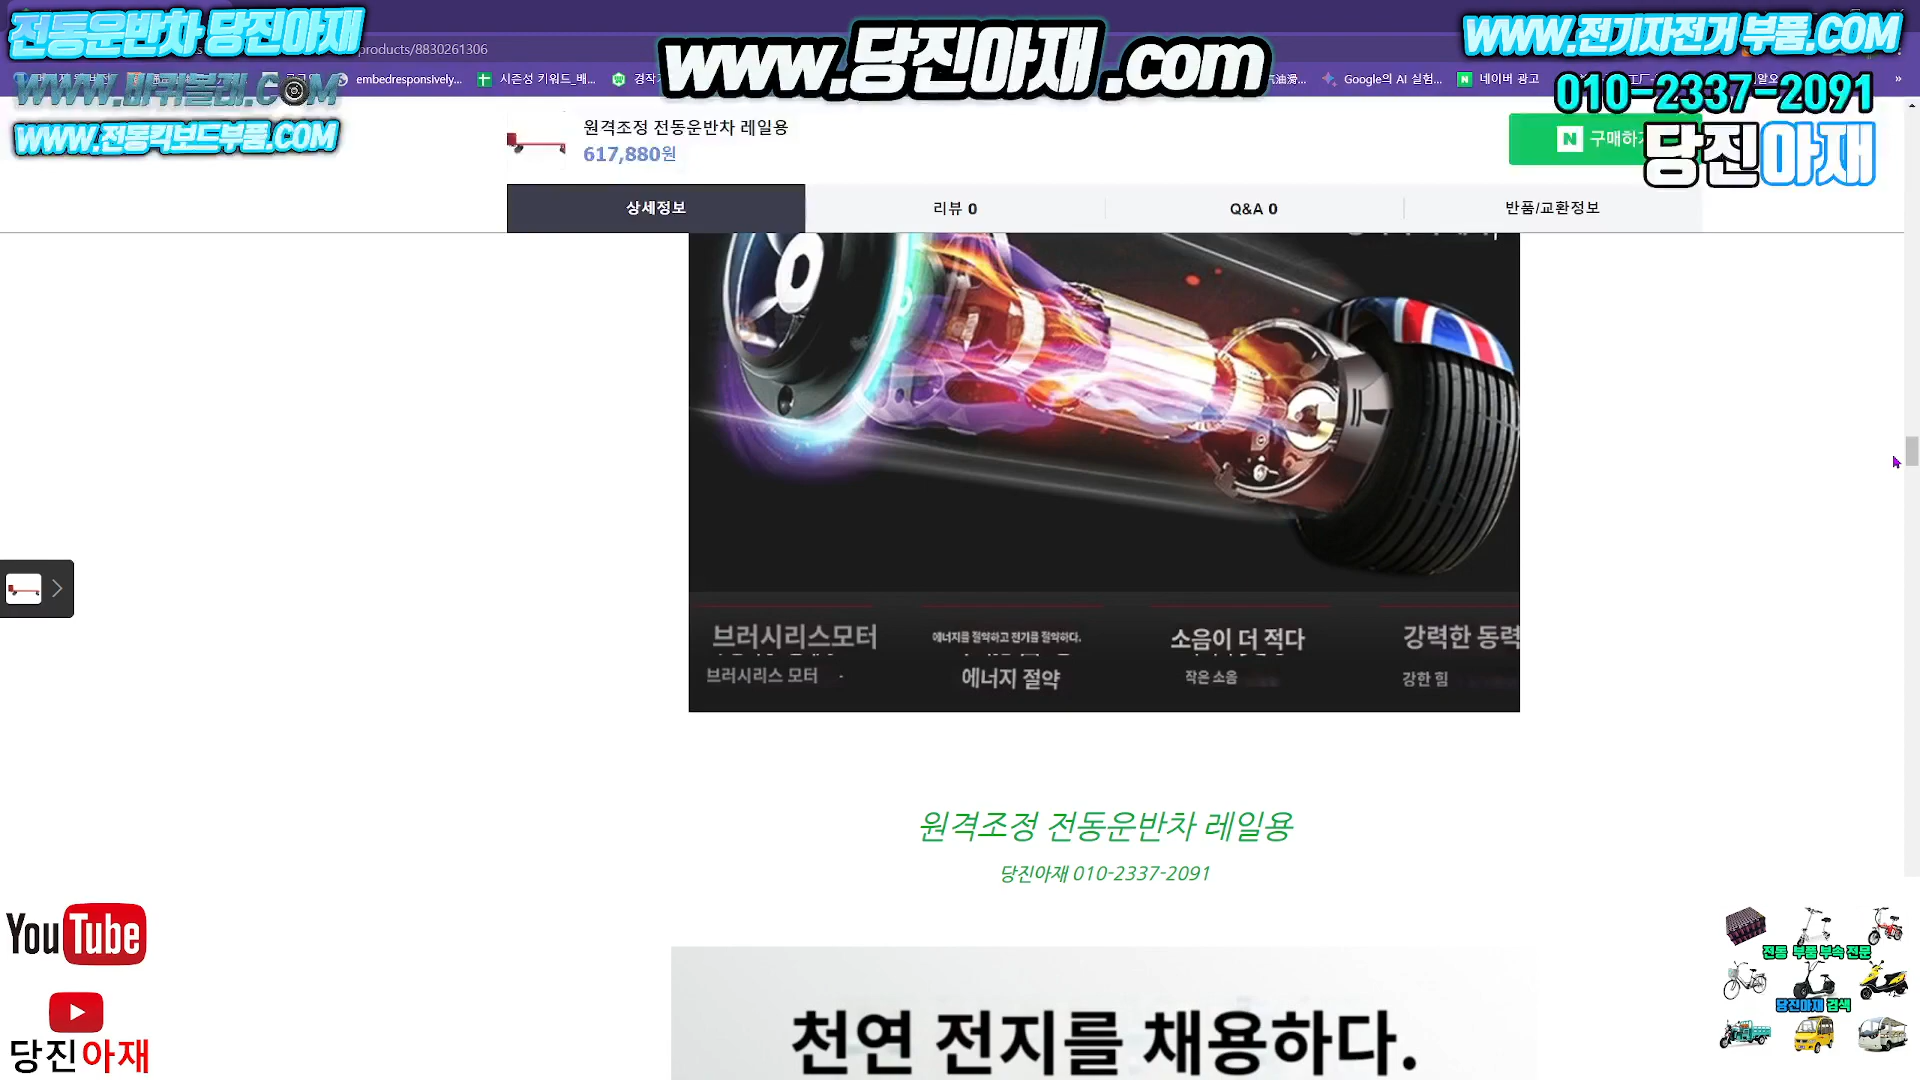 전동운반차 당진아재
www.당진아재.com
www.전기자전거 부품.COM
products/8830261306
www.바퀴볼래.COM
embedresponsively...
시즌성 키워드_배...
Google의 AI 실험...
네이버 광고
»
010-2337-2091
www.전동킥보드부품.COM
원격조정 전동운반차 레일용
617,880원
N 구매하기
당진아재
상세정보
리뷰 0
Q&A 0
반품/교환정보
브러시리스모터
에너지를 절약하고 전기를 절약하다.
소음이 더 적다
강력한 동력
브러시리스 모터
에너지 절약
작은 소음
강한 힘
원격조정 전동운반차 레일용
당진아재 010-2337-2091
YouTube
전동 부품 부속 전문
당진아재 검색
당진아재
천연 전지를 채용하다.